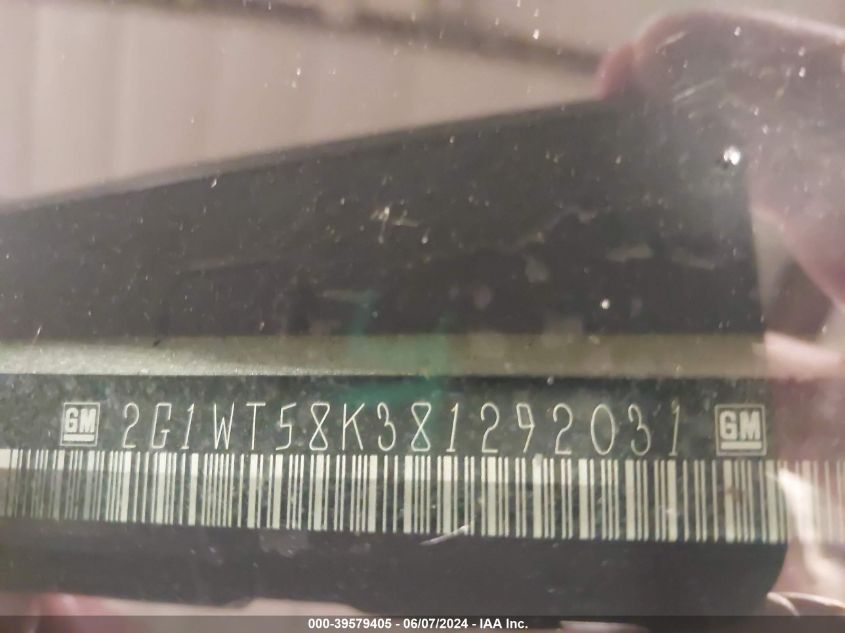 GM 2G1WT58K381292031 GM
000-39579405 - 06/07/2024 - IAA Inc.